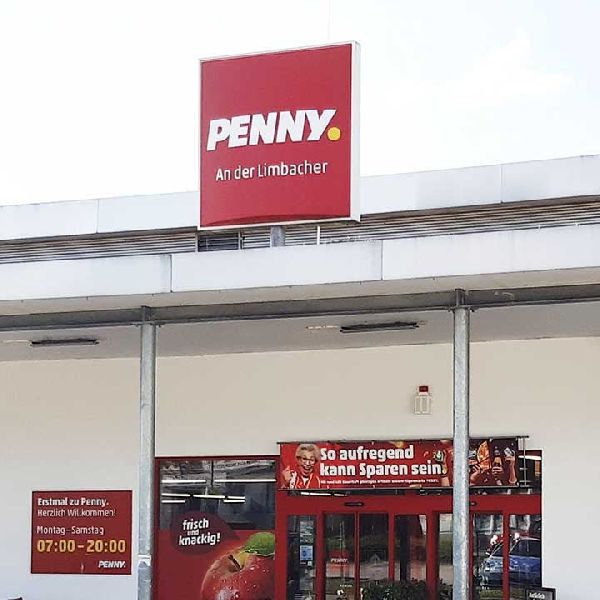 PENNY.
An der Limbacher
So aufregend
kann Sparen sein
Erstmal zu Penny.
Herzlich Willkommen!
Montag - Samstag
07:00 - 20:00
PENNY.
frisch
und
knackig!
PENNY.